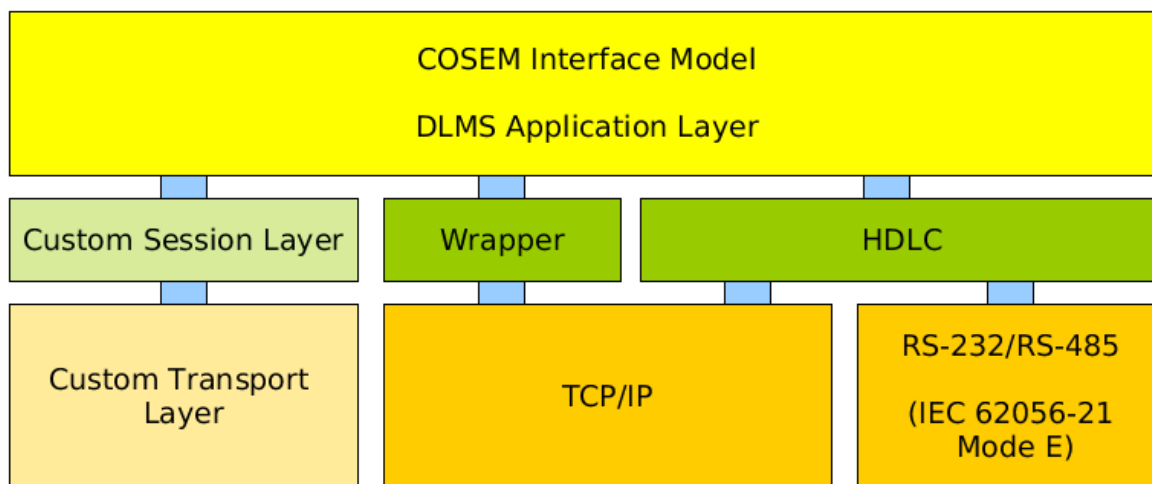 COSEM Interface Model
DLMS Application Layer
Custom Session Layer
Wrapper
HDLC
Custom Transport
Layer
TCP/IP
RS-232/RS-485
(IEC 62056-21
Mode E)